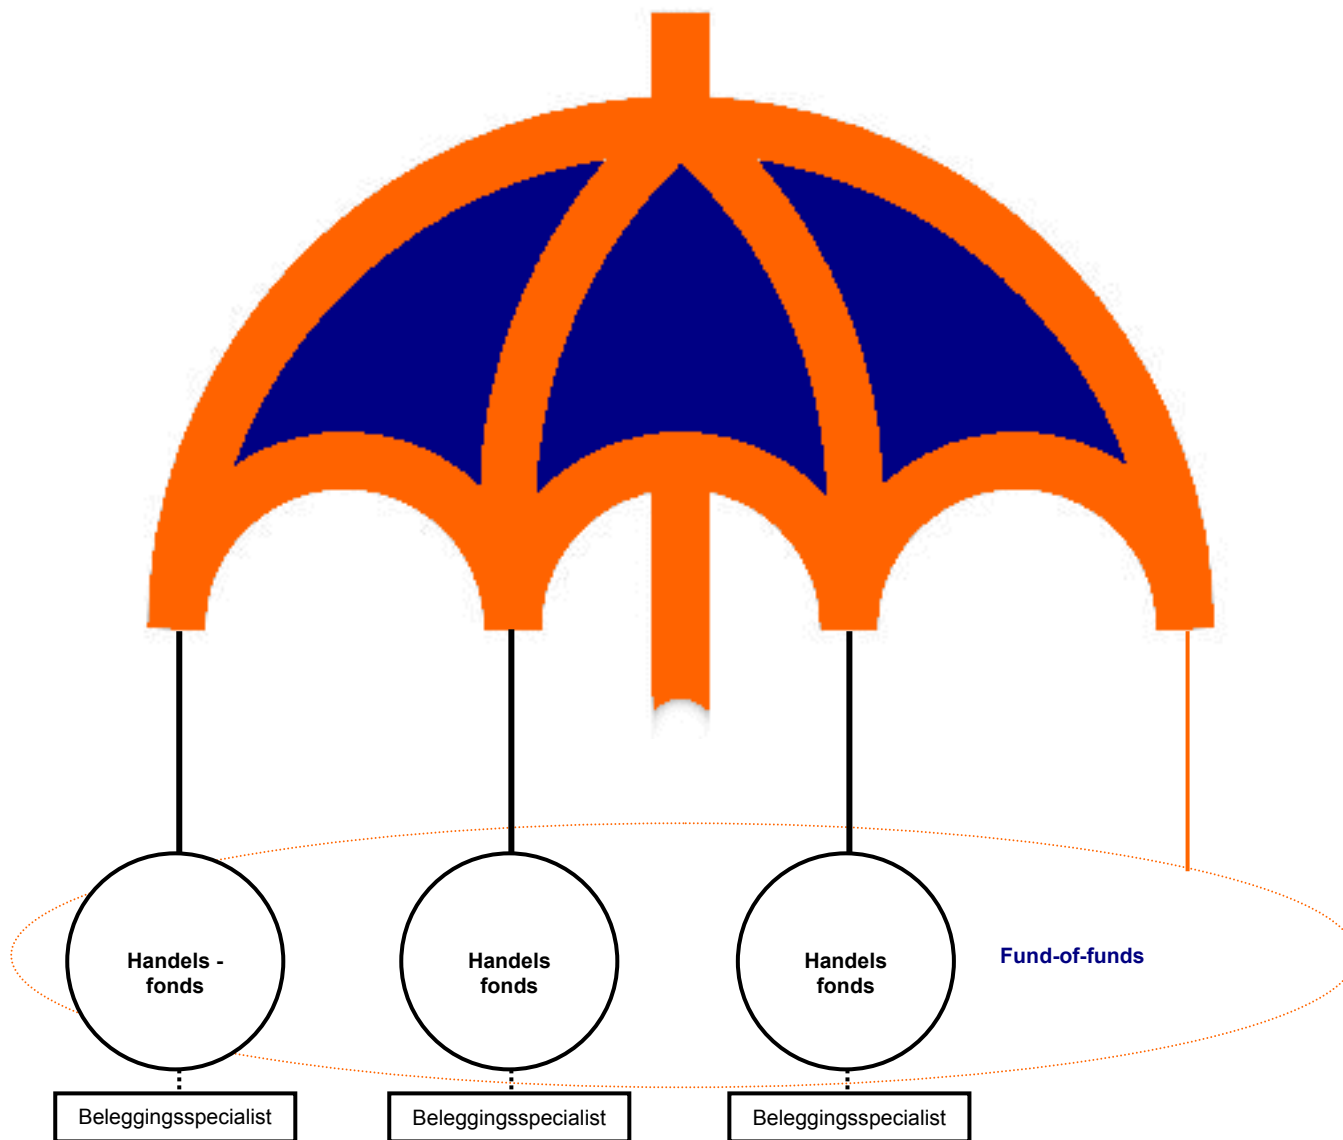 Handels -
fonds
Handels
fonds
Handels
fonds
Fund-of-funds
Beleggingsspecialist
Beleggingsspecialist
Beleggingsspecialist